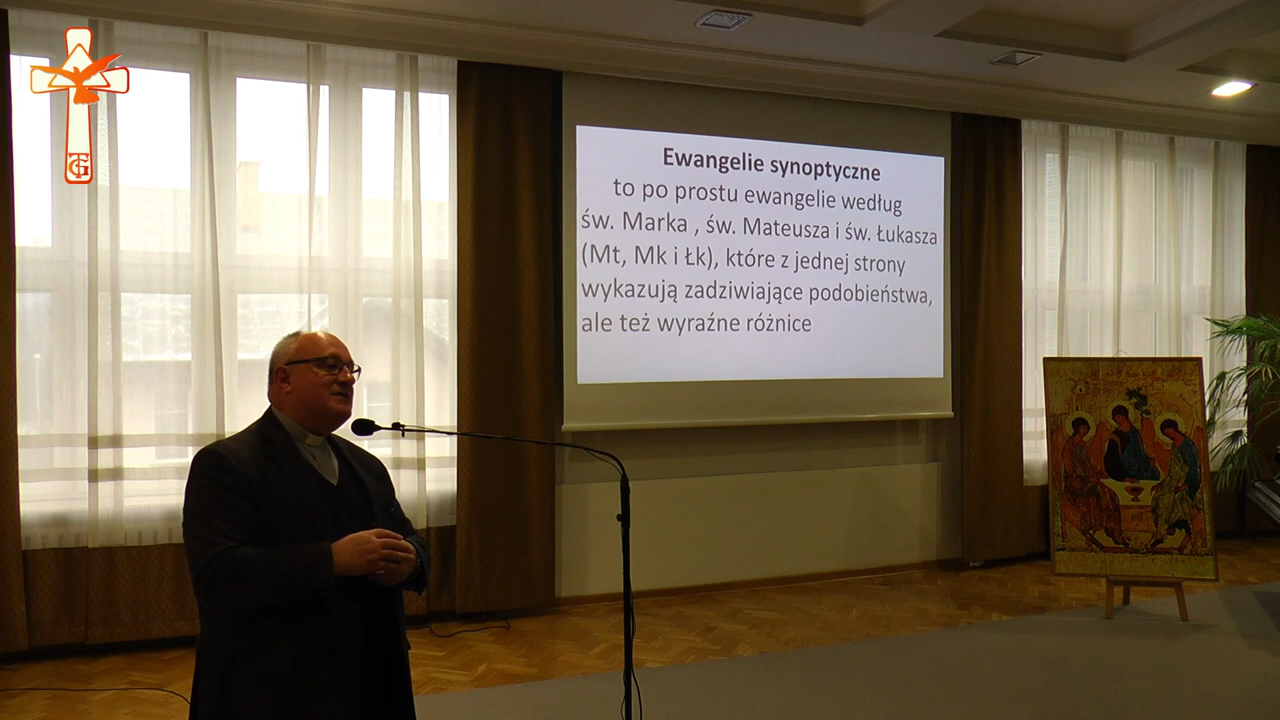 Ewangelie synoptyczne
to po prostu ewangelie według
św. Marka , św. Mateusza i św. Łukasza
(Mt, Mk i Łk), które z jednej strony
wykazują zadziwiające podobieństwa,
ale też wyraźne różnice